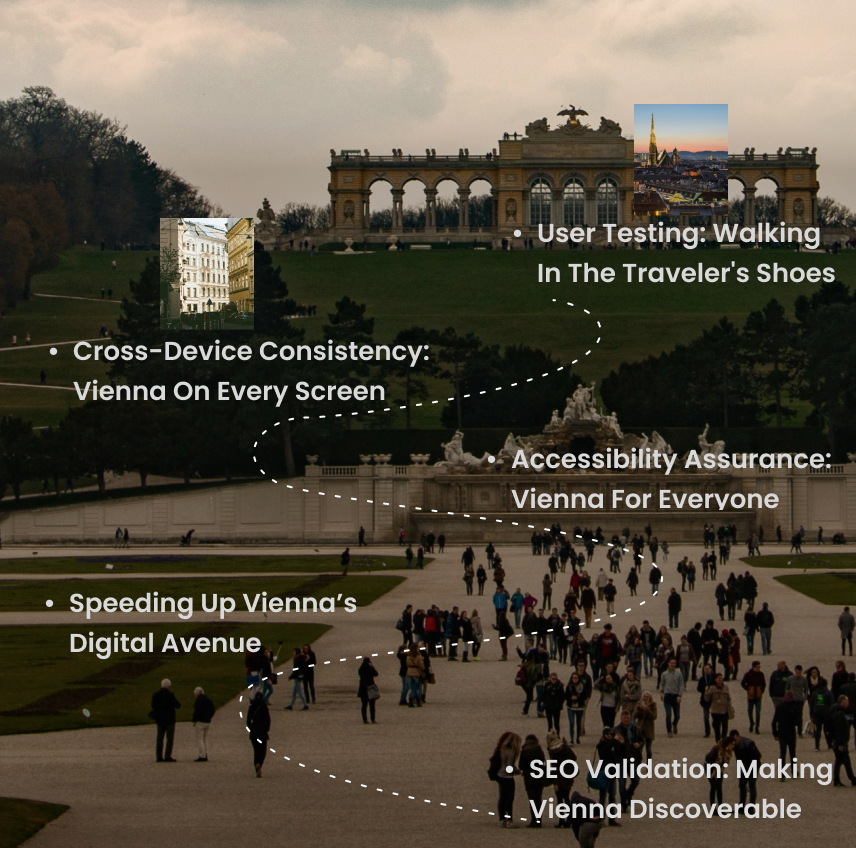 • User Testing: Walking
In The Traveler's Shoes
• Cross-Device Consistency:
Vienna On Every Screen
• Accessibility Assurance:
Vienna For Everyone
• Speeding Up Vienna’s
Digital Avenue
• SEO Validation: Making
Vienna Discoverable